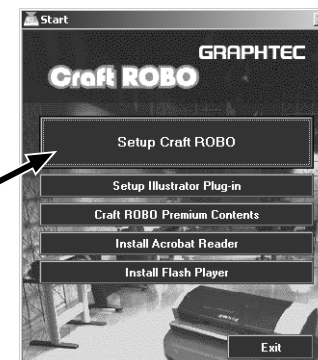 Start
GRAPHTEC
Craft ROBO
Setup Craft ROBO
Setup Illustrator Plug-in
Craft ROBO Premium Contents
Install Acrobat Reader
Install Flash Player
Exit